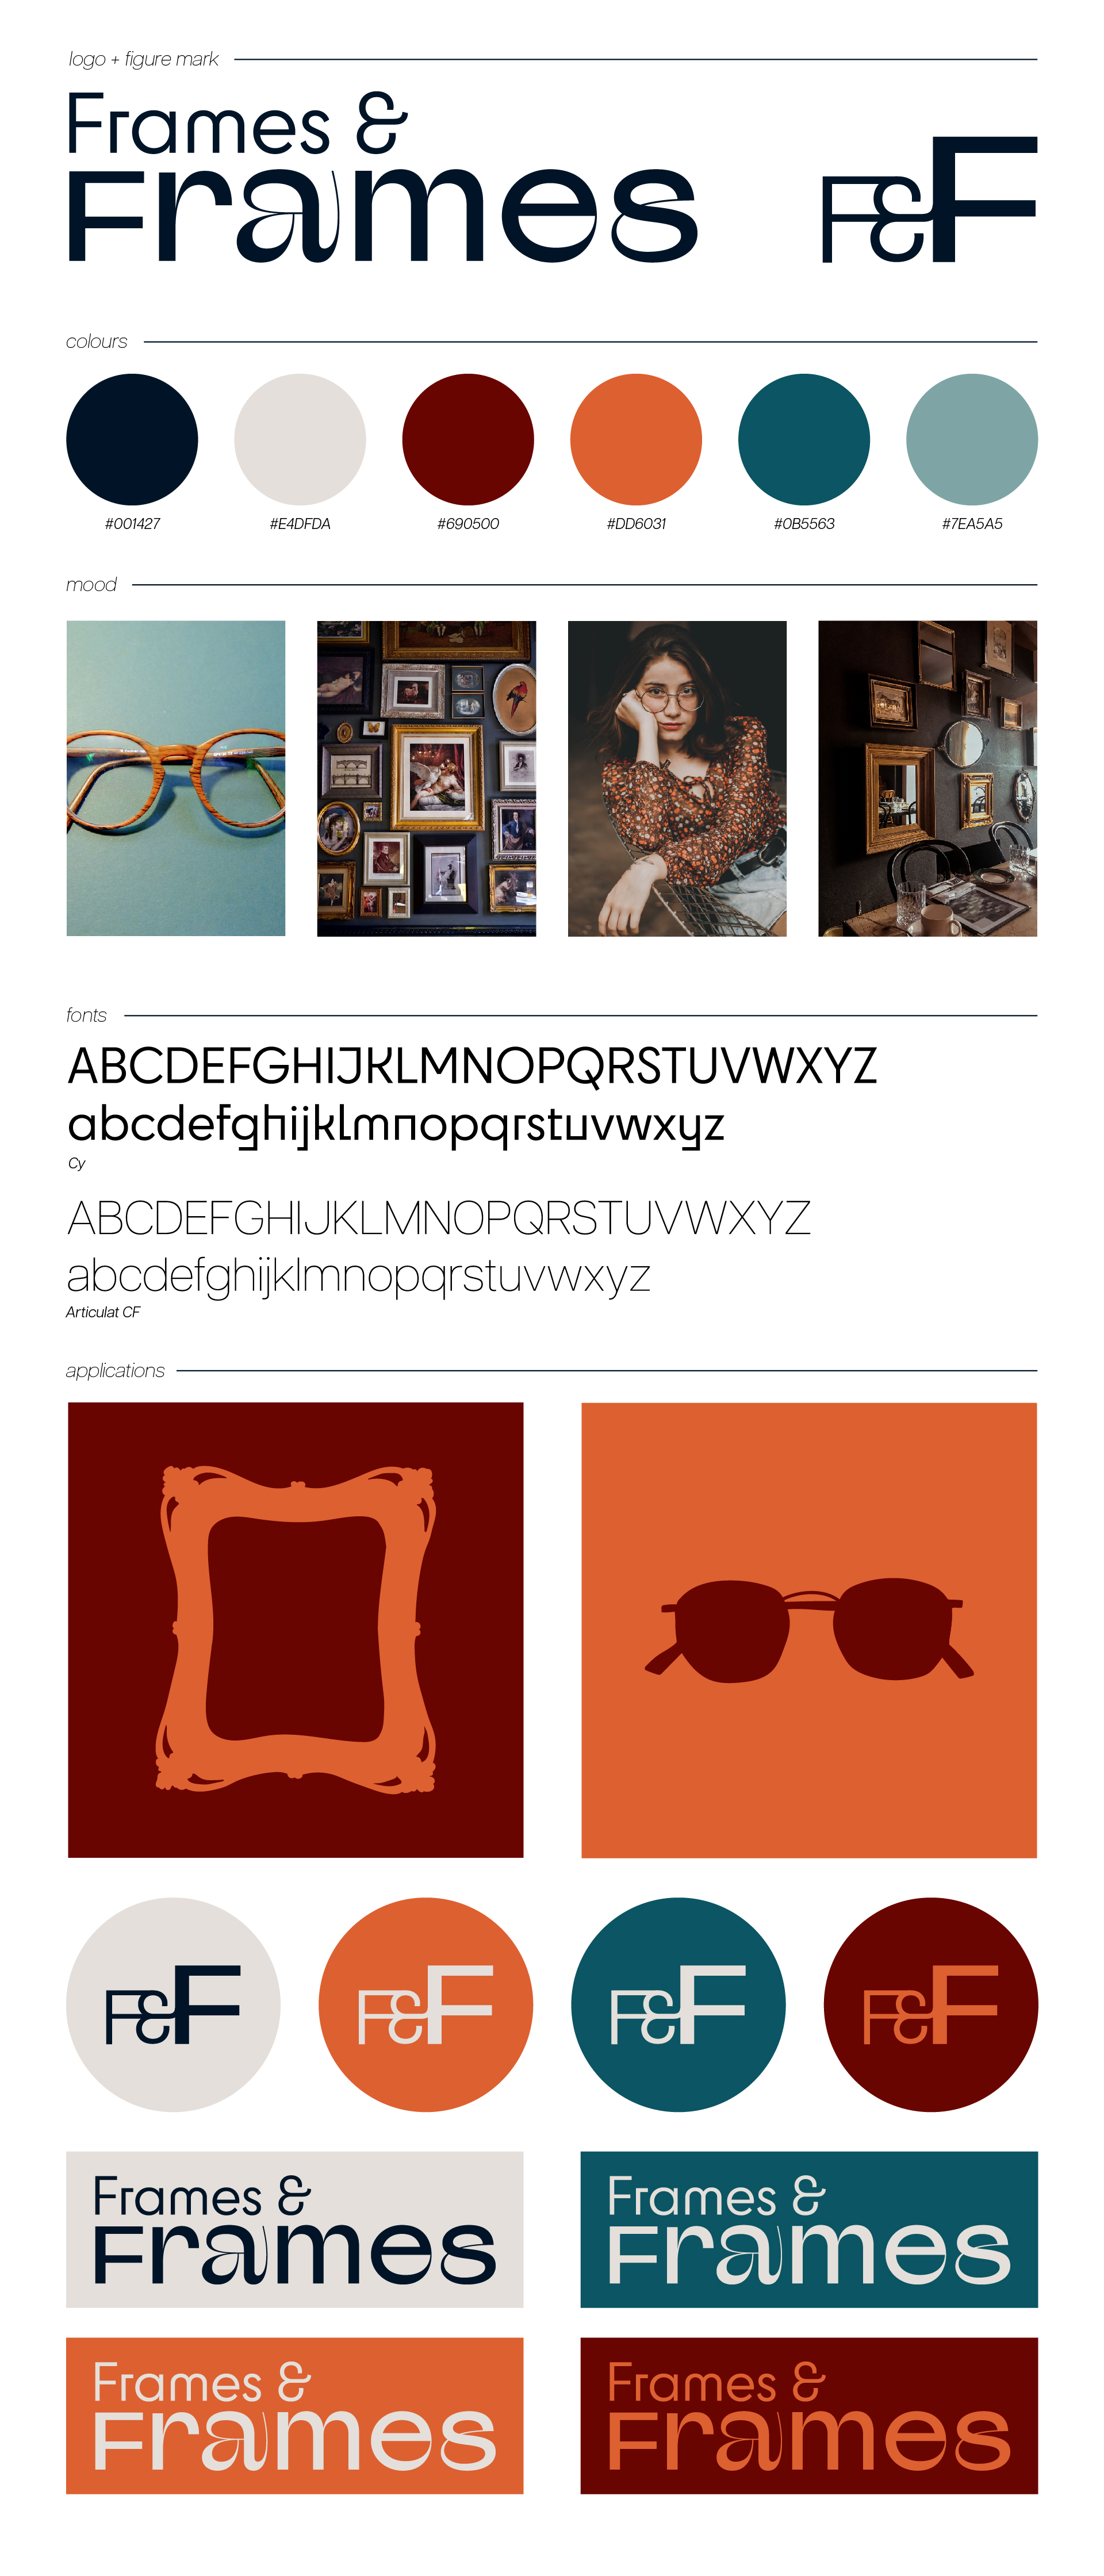 logo + figure mark
Frames &
Frames
F&F
colours
#001427
#E4DFDA
#690500
#DD6031
#0B5563
#7EA5A5
mood
fonts
ABCDEFGHIJKLMNOPQRSTUVWXYZ
abcdefghijklmnopqrstuvwxyz
Cy
ABCDEFGHIJKLMNOPQRSTUVWXYZ
abcdefghijklmnopqrstuvwxyz
Articulat CF
applications
F&F
F&F
F&F
F&F
Frames &
Frames
Frames &
Frames
Frames &
Frames
Frames &
Frames